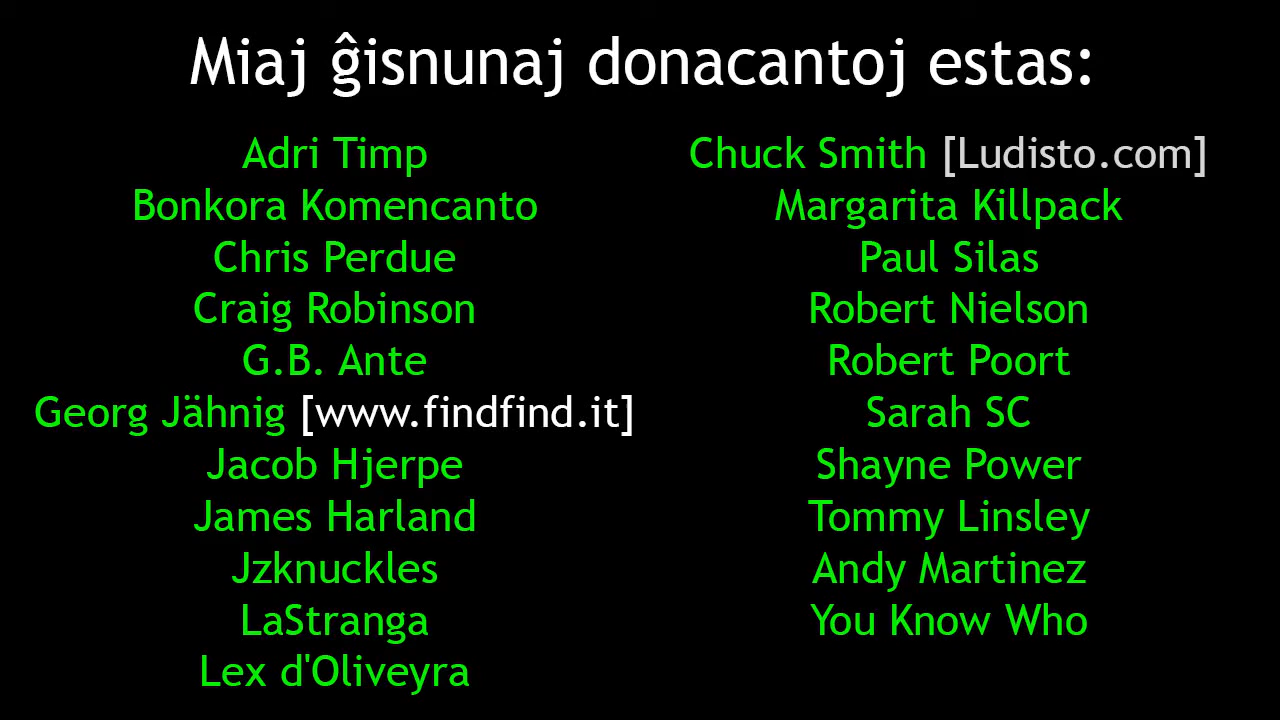 Miaj ĝisnunaj donacantoj estas:
Adri Timp
Bonkora Komencanto
Chris Perdue
Craig Robinson
G.B. Ante
Georg Jähnig [www.findfind.it]
Jacob Hjerpe
James Harland
Jzknuckles
LaStranga
Lex d'Oliveyra
Chuck Smith [Ludisto.com]
Margarita Killpack
Paul Silas
Robert Nielson
Robert Poort
Sarah SC
Shayne Power
Tommy Linsley
Andy Martinez
You Know Who